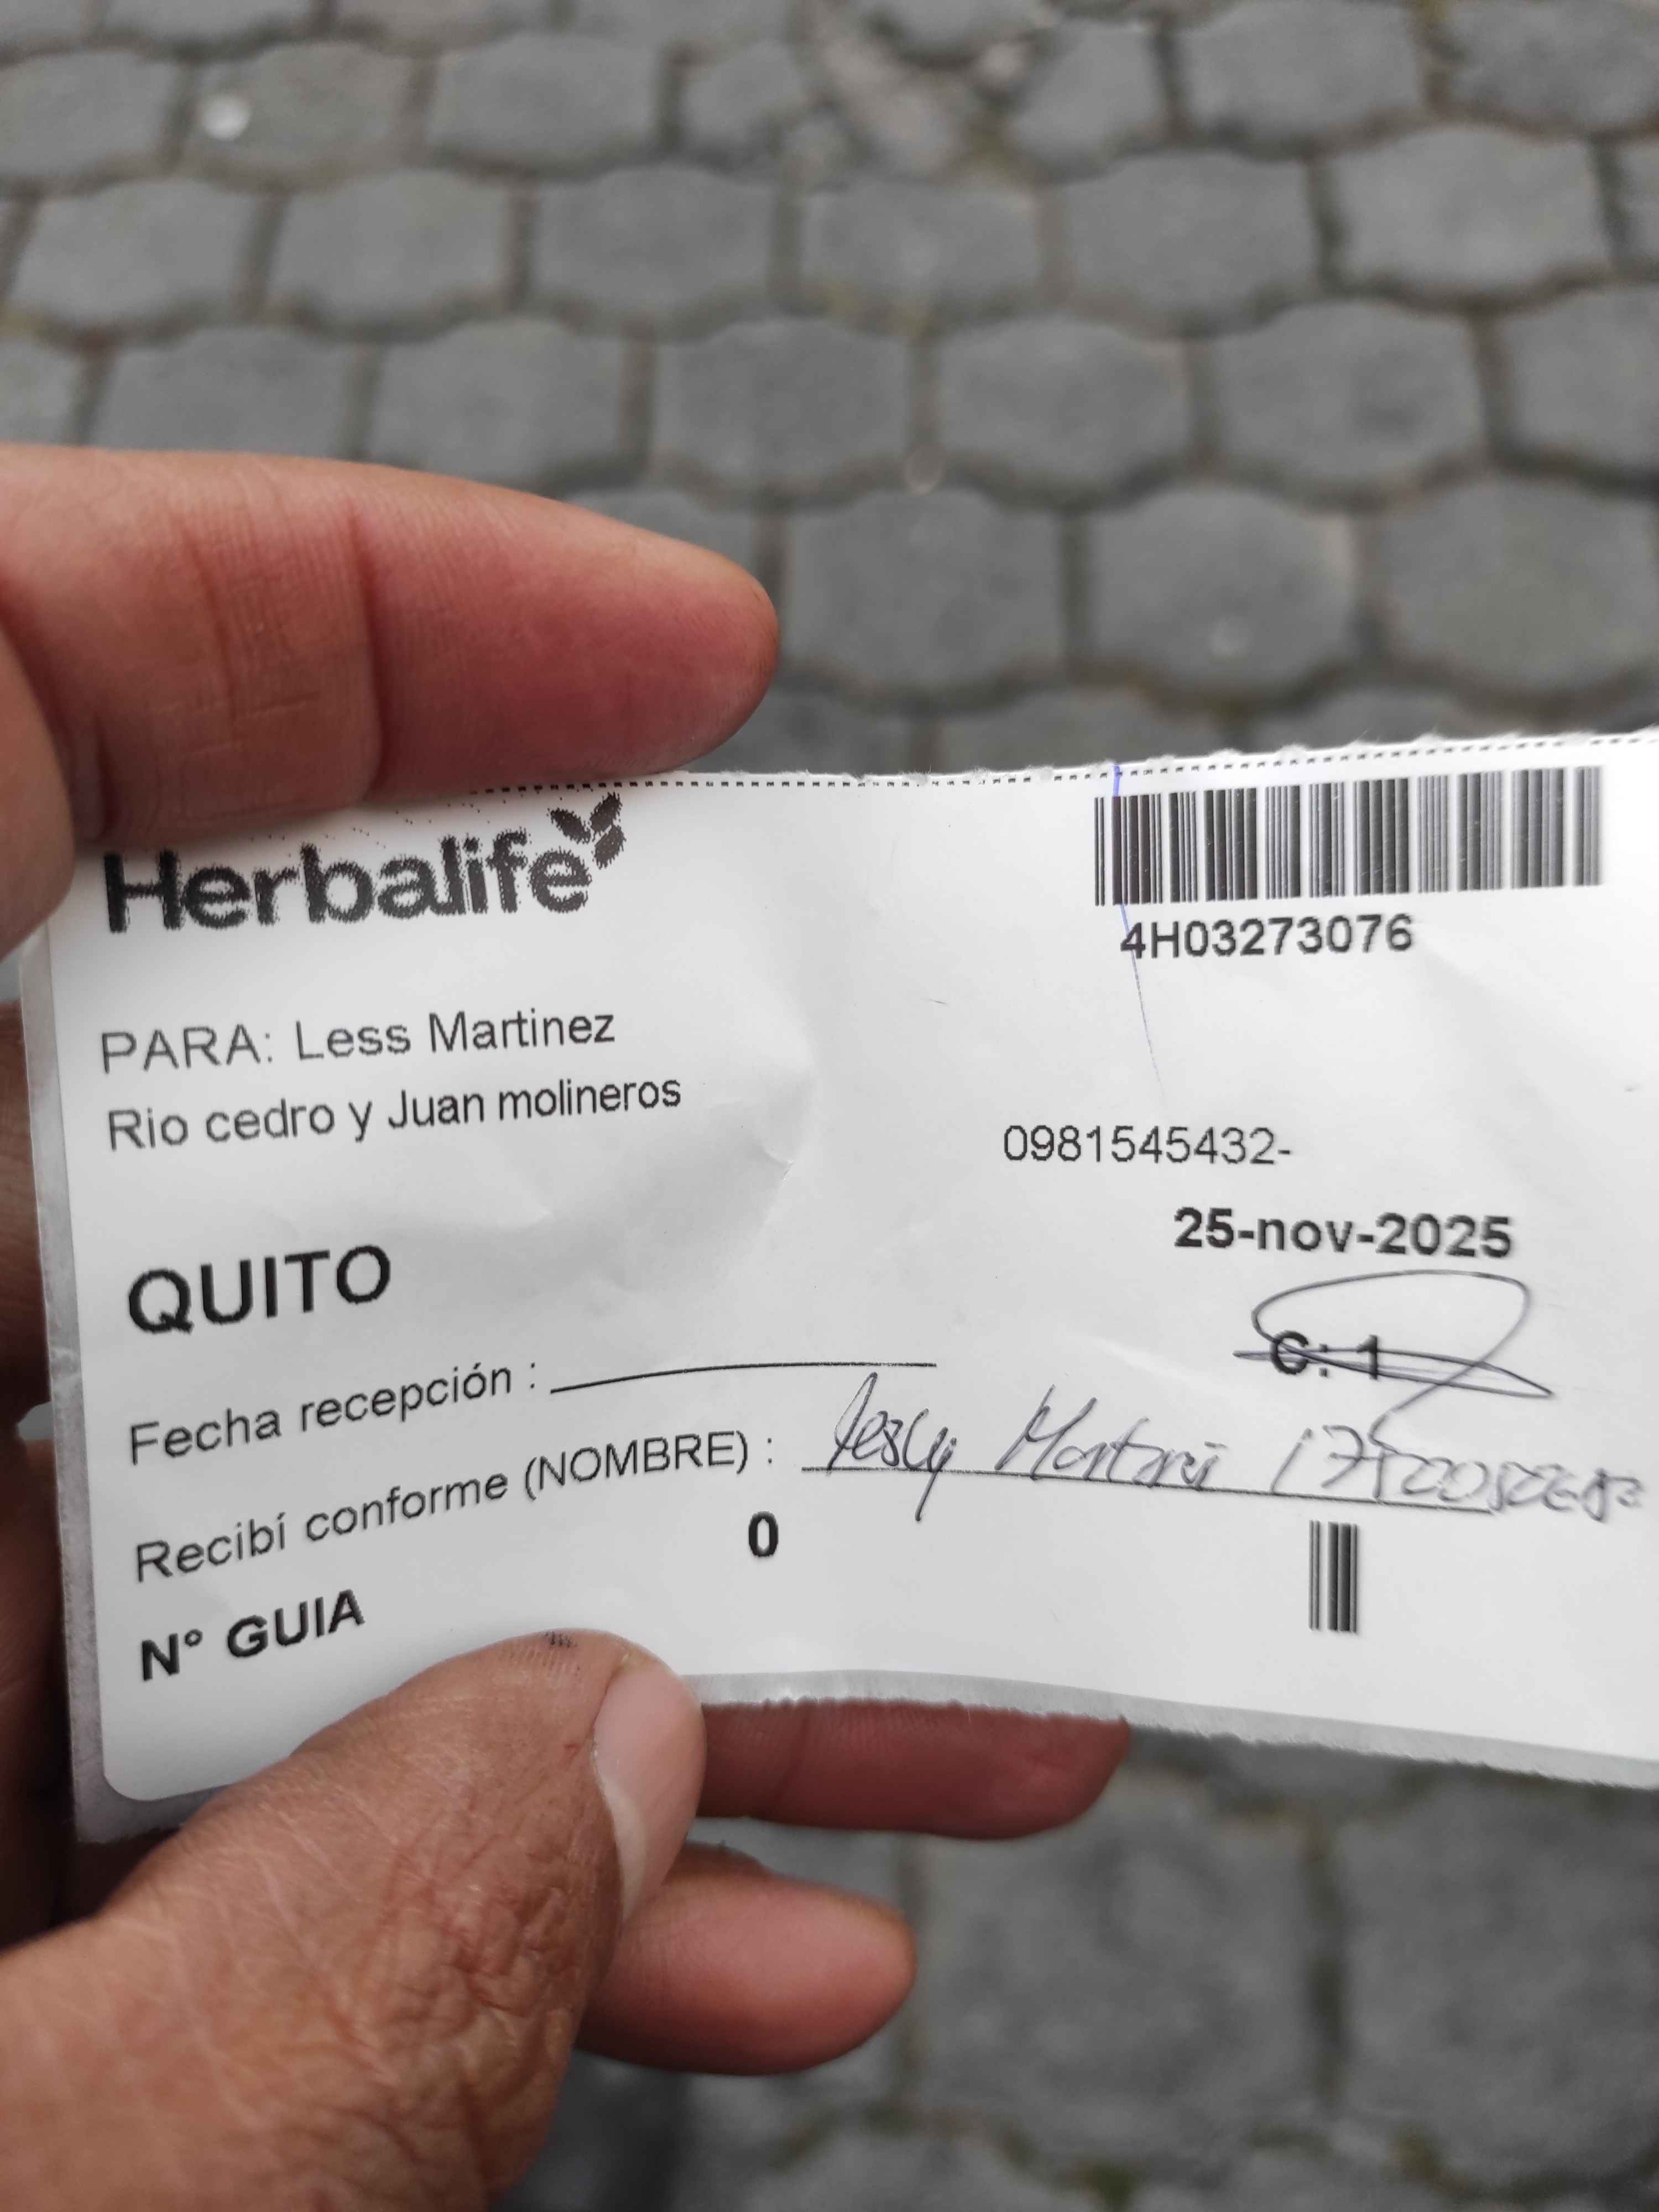 Herbalife
4H03273076
PARA: Less Martinez
Rio cedro y Juan molineros
0981545432-
25-nov-2025
QUITO
C: 1
Fecha recepción :
Recibí conforme (NOMBRE) : Lesly
0
N° GUIA